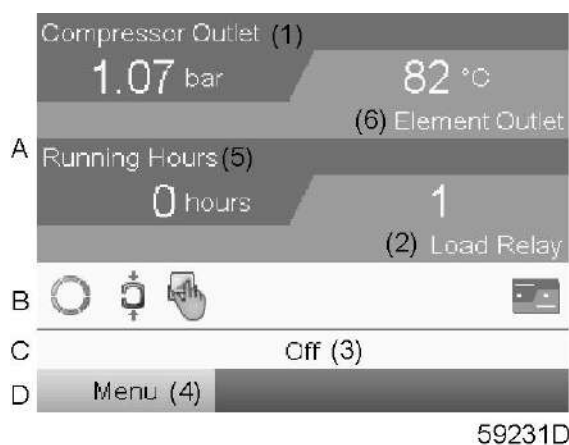 Compressor Outlet (1)
1.07 bar
82 °C
(6) Element Outlet
A
Running Hours (5)
0 hours
1
(2) Load Relay
B
C
Off (3)
D
Menu (4)
59231D